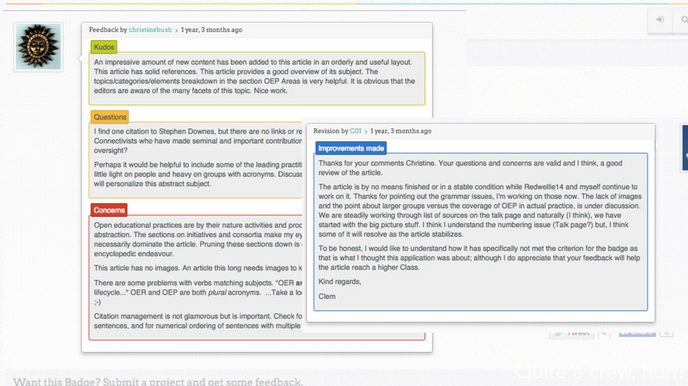 Feedback by christinebush > 1 year, 3 months ago
Kudos
An impressive amount of new content has been added to this article in an orderly and useful layout.
This article has solid references. This article provides a good overview of its subject. The
topics/categories/elements breakdown in the section OEP Areas is very helpful. It is obvious that the
editors are aware of the many facets of this topic. Nice work.
Questions
I find one citation to Stephen Downes, but there are no links or re
Connectivists who have made seminal and important contribution
oversight?
Perhaps it would be helpful to include some of the leading practiti
little light on people and heavy on groups with acronyms. Discuss
will personalize this abstract subject.
Concerns
Open educational practices are by their nature activities and proc
abstraction. The sections on initiatives and consortia make my ey
necessarily dominate the article. Pruning these sections down is
encyclopedic endeavour.
This article has no images. An article this long needs images to k
There are some problems with verbs matching subjects. "OER ar
lifecycle..." OER and OEP are both plural acronyms. ...Take a lo
;-)
Citation management is not glamorous but is important. Check fo
sentences, and for numerical ordering of sentences with multiple
Revision by CG1 > 1 year, 3 months ago
Improvements made
Thanks for your comments Christine. Your questions and concerns are valid and I think, a good
review of the article.
The article is by no means finished or in a stable condition while Redwellie14 and myself continue to
work on it. Thanks for pointing out the grammar issues, I'm working on those now. The lack of images
and the point about larger groups versus the coverage of OEP in actual practice, is under discussion.
We are steadily working through list of sources on the talk page and naturally (I think), we have
started with the big picture stuff. I think I understand the numbering issue (Talk page?) but, I think
some of it will resolve as the article stabilizes.
To be honest, I would like to understand how it has specifically not met the criterion for the badge as
that is what I thought this application was about; although I do appreciate that your feedback will help
the article reach a higher Class.
Kind regards,
Clem
Tweet
Want this Badge? Submit a project and get some feedback.
Quite a crew, huh?